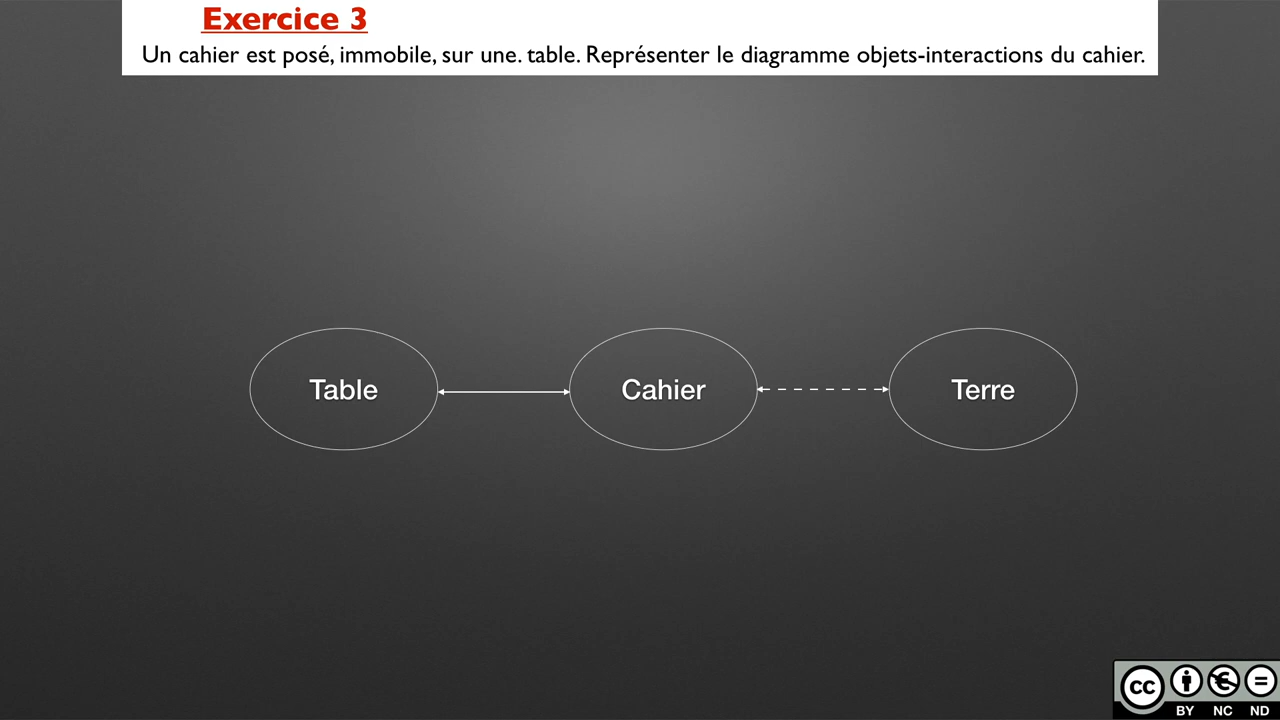 Exercice 3
Un cahier est posé, immobile, sur une. table. Représenter le diagramme objets-interactions du cahier.
Table Cahier Terre
cc
BY NC ND